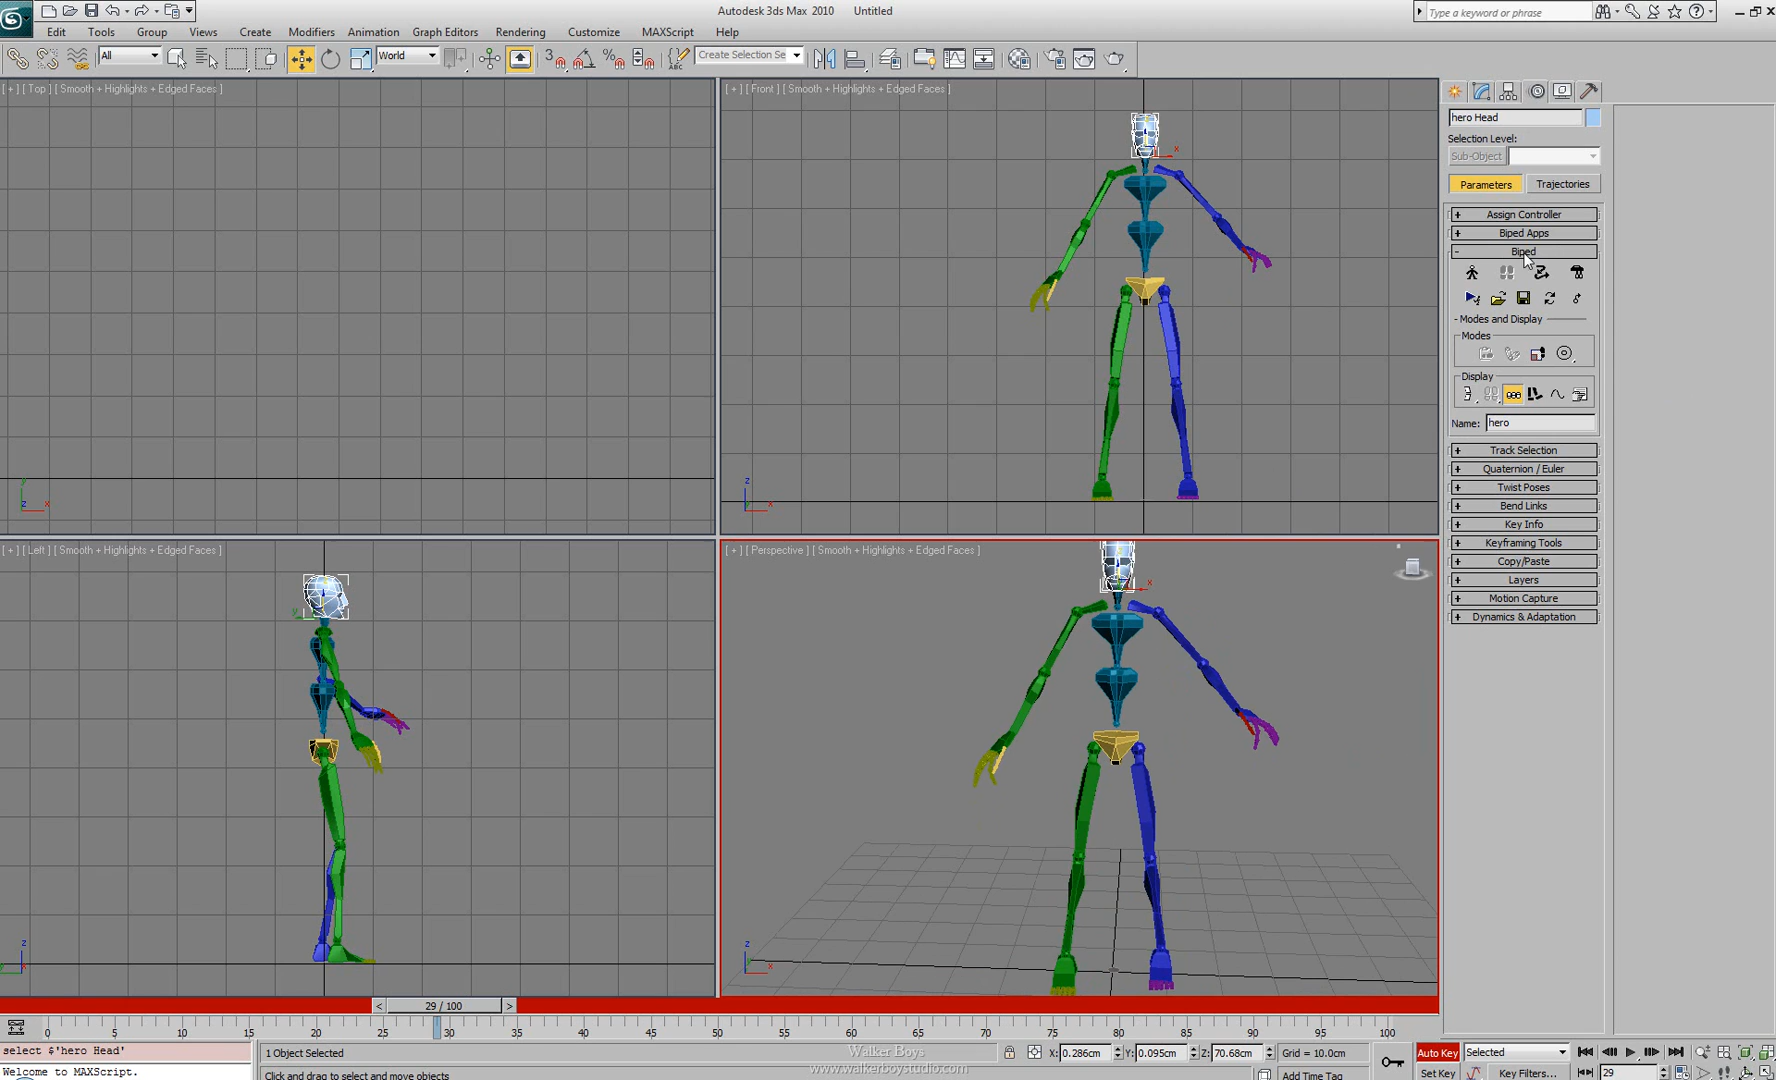 Autodesk 3ds Max 2010 Untitled
Type a keyword or phrase
Edit Tools Group Views Create Modifiers Animation Graph Editors Rendering Customize MAXScript Help
All World Create Selection Se
[ + ] [ Top ] [ Smooth + Highlights + Edged Faces ]
[ + ] [ Front ] [ Smooth + Highlights + Edged Faces ]
hero Head
Selection Level:
Sub-Object
Parameters Trajectories
+ Assign Controller
+ Biped Apps
- Biped
- Modes and Display
Modes
Display
Name: hero
+ Track Selection
+ Quaternion / Euler
+ Twist Poses
+ Bend Links
+ Key Info
+ Keyframing Tools
+ Copy/Paste
+ Layers
+ Motion Capture
+ Dynamics & Adaptation
x
y
z x
z x
[ + ] [ Left ] [ Smooth + Highlights + Edged Faces ]
[ + ] [ Perspective ] [ Smooth + Highlights + Edged Faces ]
y
x
z
y x
z
y x
< 29 / 100 >
0 5 10 15 20 25 30 35 40 45 50 55 60 65 70 75 80 85 90 95 100
select $'hero Head'
Welcome to MAXScript.
1 Object Selected
Click and drag to select and move objects
Walker Boys
www.walkerboystudio.com
X: 0.286cm Y: 0.095cm Z: 70.68cm Grid = 10.0cm
Add Time Tag
Auto Key Selected
Set Key Key Filters... 29